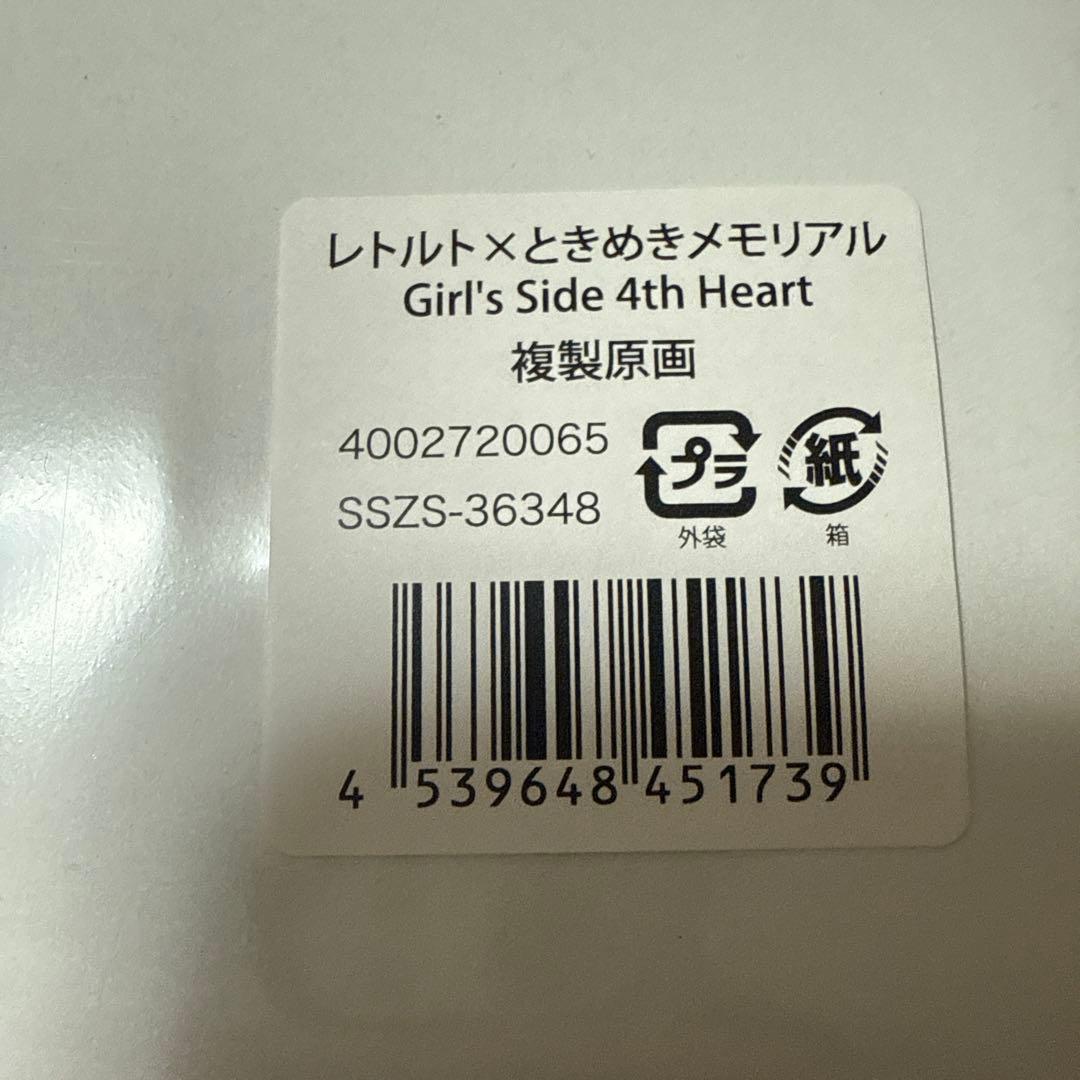 レトルト×ときめきメモリアル
Girl's Side 4th Heart
複製原画
4002720065
SSZS-36348
プラ
外袋
紙
箱
4 539648 451739